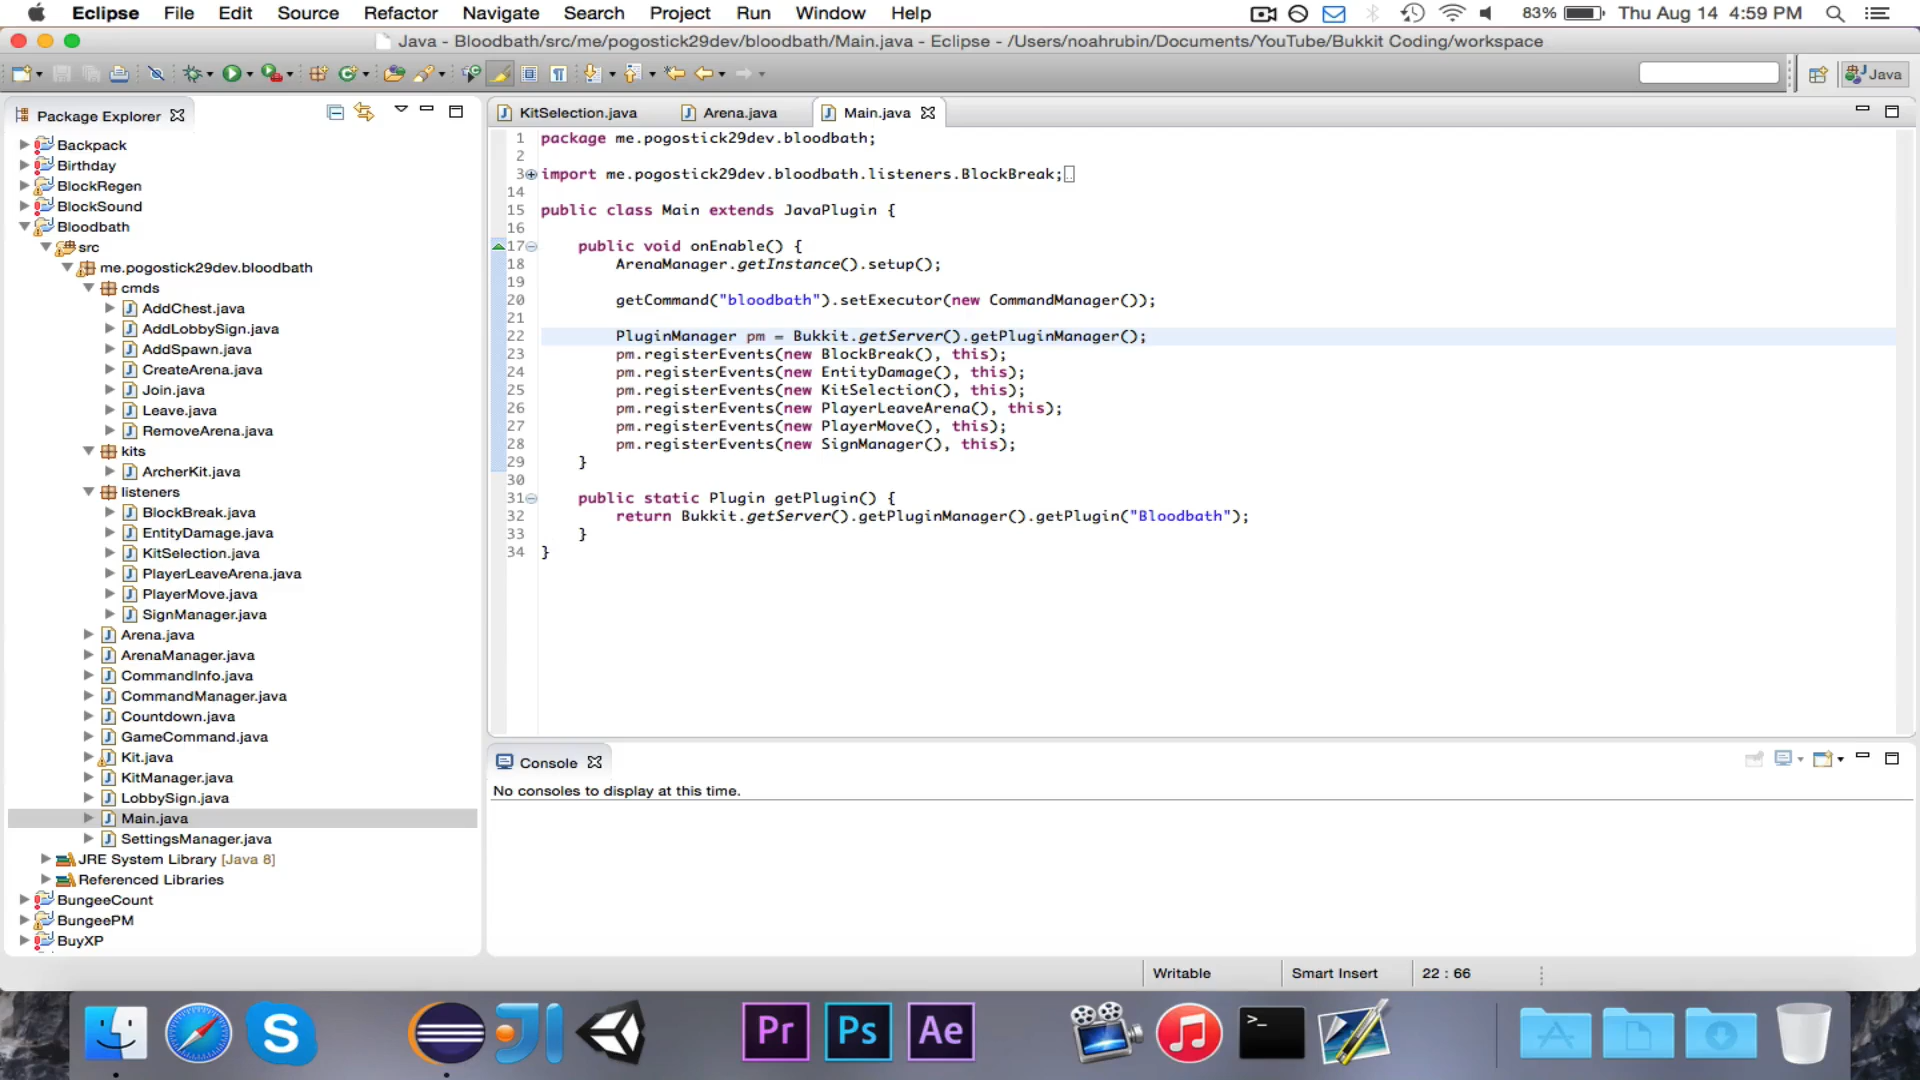 Eclipse File Edit Source Refactor Navigate Search Project Run Window Help 83% Thu Aug 14 4:59 PM
Java - Bloodbath/src/me/pogostick29dev/bloodbath/Main.java - Eclipse - /Users/noahrubin/Documents/YouTube/Bukkit Coding/workspace
Java
Package Explorer
Backpack
Birthday
BlockRegen
BlockSound
Bloodbath
src
me.pogostick29dev.bloodbath
cmds
AddChest.java
AddLobbySign.java
AddSpawn.java
CreateArena.java
Join.java
Leave.java
RemoveArena.java
kits
ArcherKit.java
listeners
BlockBreak.java
EntityDamage.java
KitSelection.java
PlayerLeaveArena.java
PlayerMove.java
SignManager.java
Arena.java
ArenaManager.java
CommandInfo.java
CommandManager.java
Countdown.java
GameCommand.java
Kit.java
KitManager.java
LobbySign.java
Main.java
SettingsManager.java
JRE System Library [Java 8]
Referenced Libraries
BungeeCount
BungeePM
BuyXP
KitSelection.java Arena.java Main.java
1 package me.pogostick29dev.bloodbath;
2
3 import me.pogostick29dev.bloodbath.listeners.BlockBreak;
14
15 public class Main extends JavaPlugin {
16
17 public void onEnable() {
18 ArenaManager.getInstance().setup();
19
20 getCommand("bloodbath").setExecutor(new CommandManager());
21
22 PluginManager pm = Bukkit.getServer().getPluginManager();
23 pm.registerEvents(new BlockBreak(), this);
24 pm.registerEvents(new EntityDamage(), this);
25 pm.registerEvents(new KitSelection(), this);
26 pm.registerEvents(new PlayerLeaveArena(), this);
27 pm.registerEvents(new PlayerMove(), this);
28 pm.registerEvents(new SignManager(), this);
29 }
30
31 public static Plugin getPlugin() {
32 return Bukkit.getServer().getPluginManager().getPlugin("Bloodbath");
33 }
34 }
Console
No consoles to display at this time.
Writable Smart Insert 22 : 66
S JI Pr Ps Ae >_